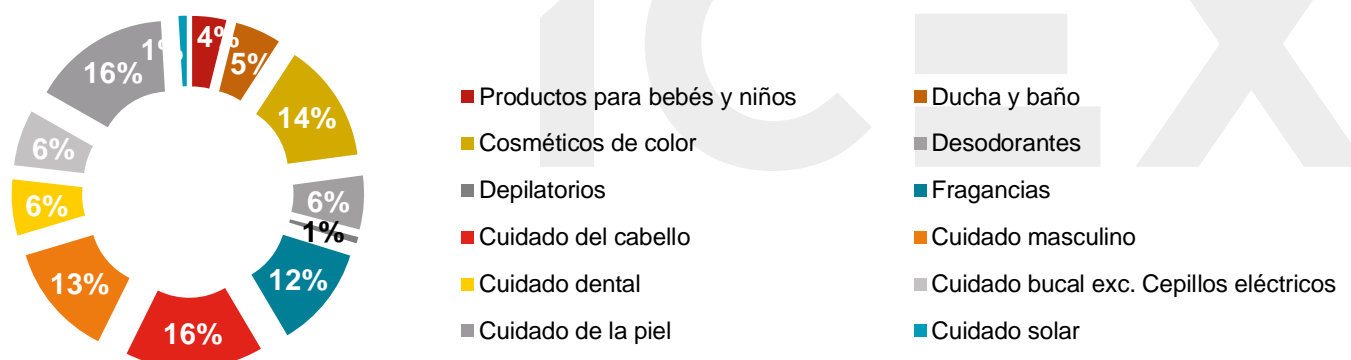 1% 4% 5%
16% 14%
6% 6%
6% 1%
13% 12%
16%
Productos para bebés y niños Ducha y baño
Cosméticos de color Desodorantes
Depilatorios Fragancias
Cuidado del cabello Cuidado masculino
Cuidado dental Cuidado bucal exc. Cepillos eléctricos
Cuidado de la piel Cuidado solar
ICEX